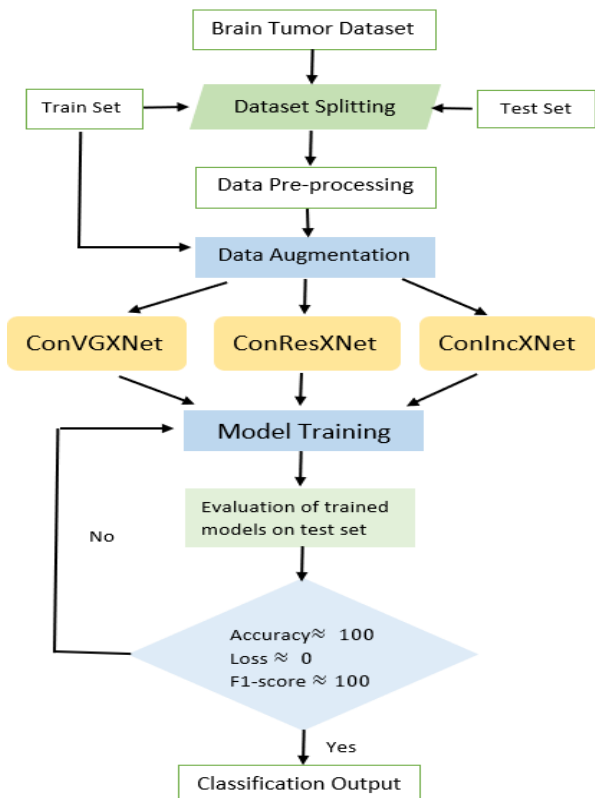 Brain Tumor Dataset
Train Set
Dataset Splitting
Test Set
Data Pre-processing
Data Augmentation
ConVGXNet
ConResXNet
ConIncXNet
Model Training
Evaluation of trained
models on test set
No
Accuracy≈ 100
Loss ≈ 0
F1-score ≈ 100
Yes
Classification Output